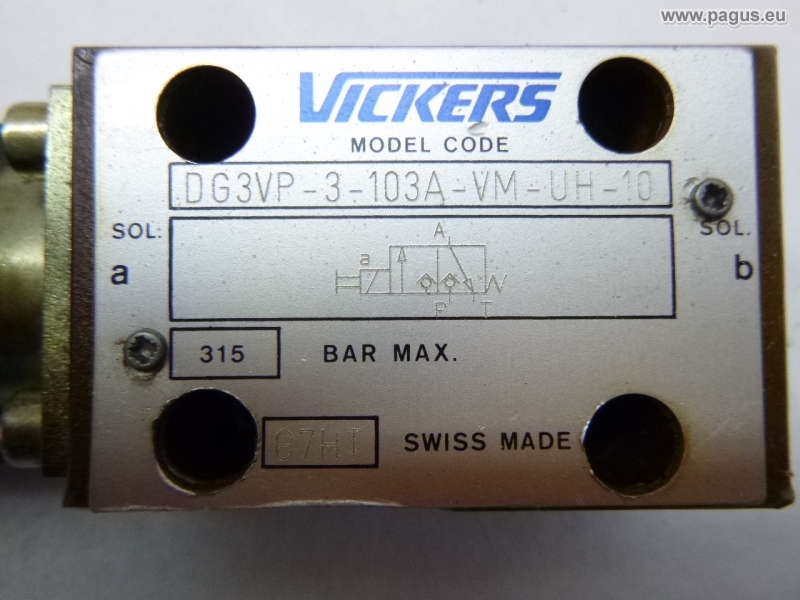 www.pagus.eu
VICKERS
MODEL CODE
DG3VP-3-103A-VM-UH-10
SOL. SOL.
a b
A
a
P T
315 BAR MAX.
G7HT SWISS MADE